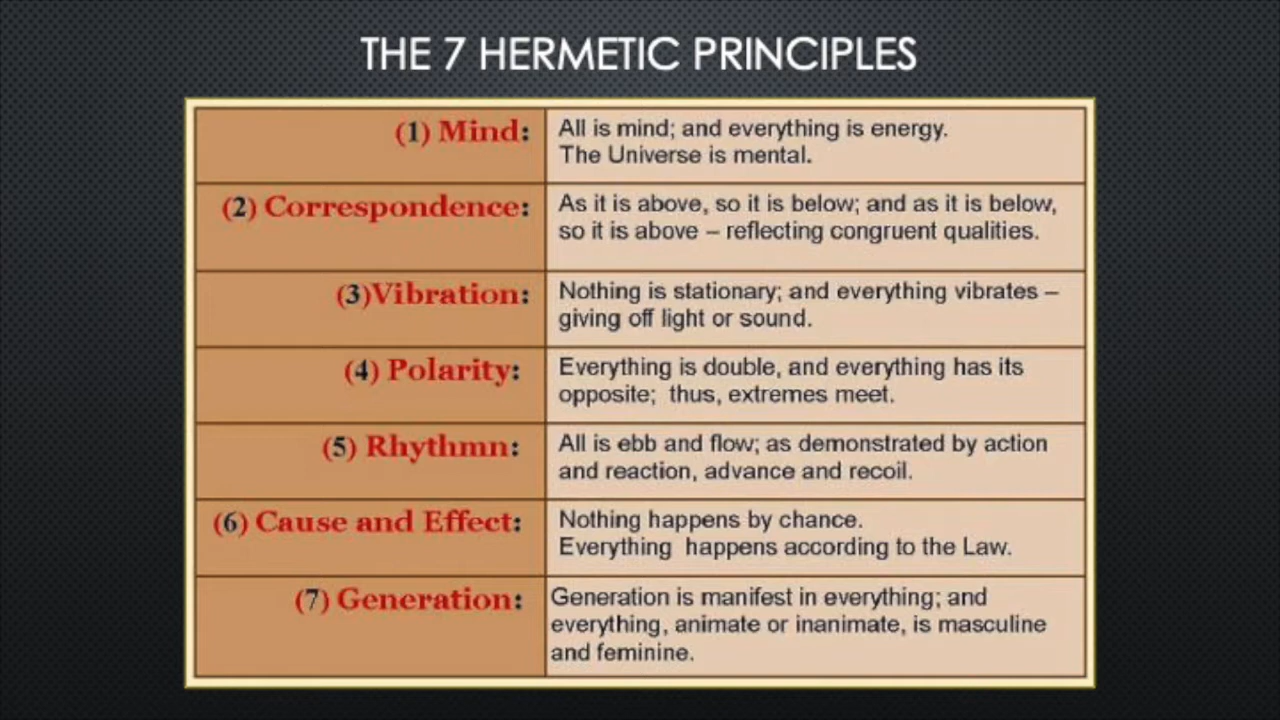 THE 7 HERMETIC PRINCIPLES
(1) Mind:
All is mind; and everything is energy.
The Universe is mental.
(2) Correspondence:
As it is above, so it is below; and as it is below,
so it is above – reflecting congruent qualities.
(3)Vibration:
Nothing is stationary; and everything vibrates –
giving off light or sound.
(4) Polarity:
Everything is double, and everything has its
opposite; thus, extremes meet.
(5) Rhythmn:
All is ebb and flow; as demonstrated by action
and reaction, advance and recoil.
(6) Cause and Effect:
Nothing happens by chance.
Everything happens according to the Law.
(7) Generation:
Generation is manifest in everything; and
everything, animate or inanimate, is masculine
and feminine.